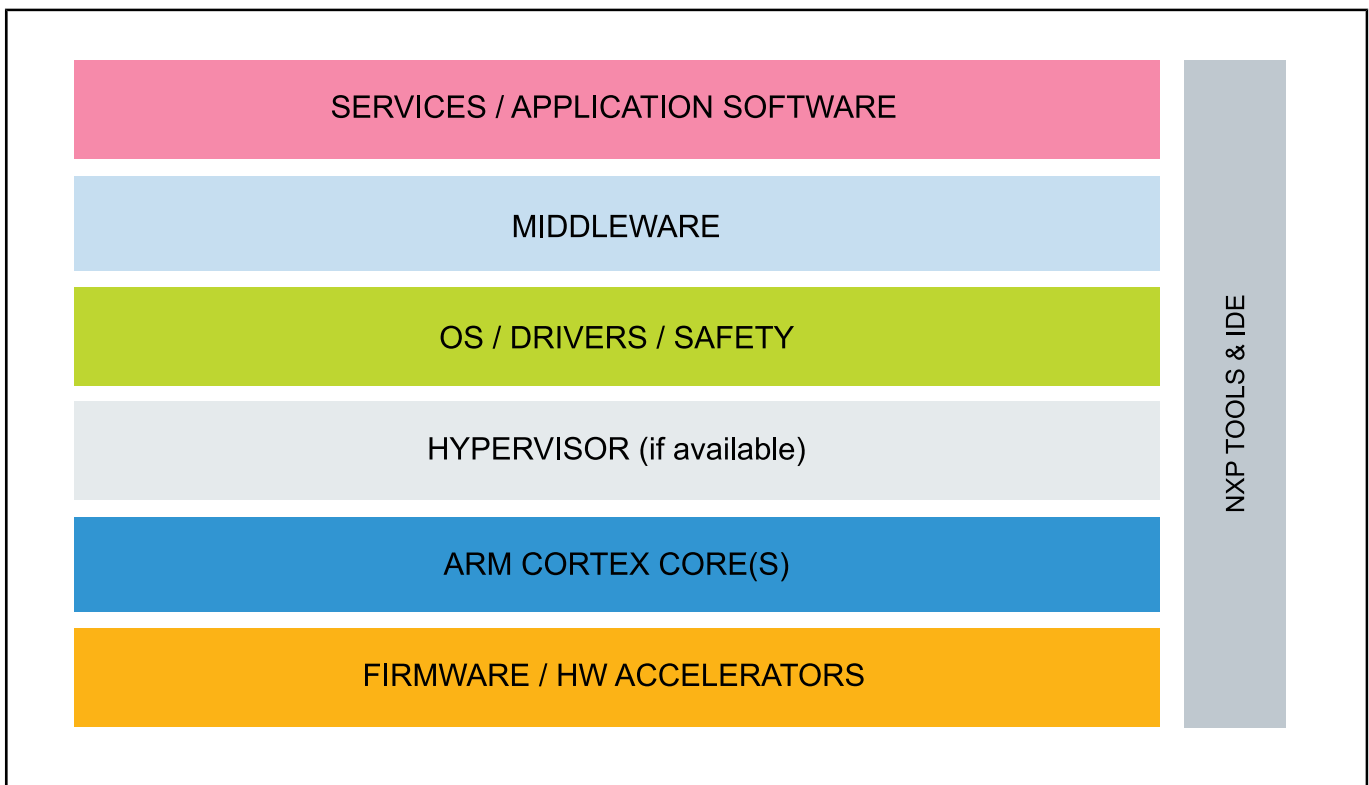 SERVICES / APPLICATION SOFTWARE
MIDDLEWARE
OS / DRIVERS / SAFETY
HYPERVISOR (if available)
ARM CORTEX CORE(S)
FIRMWARE / HW ACCELERATORS
NXP TOOLS & IDE